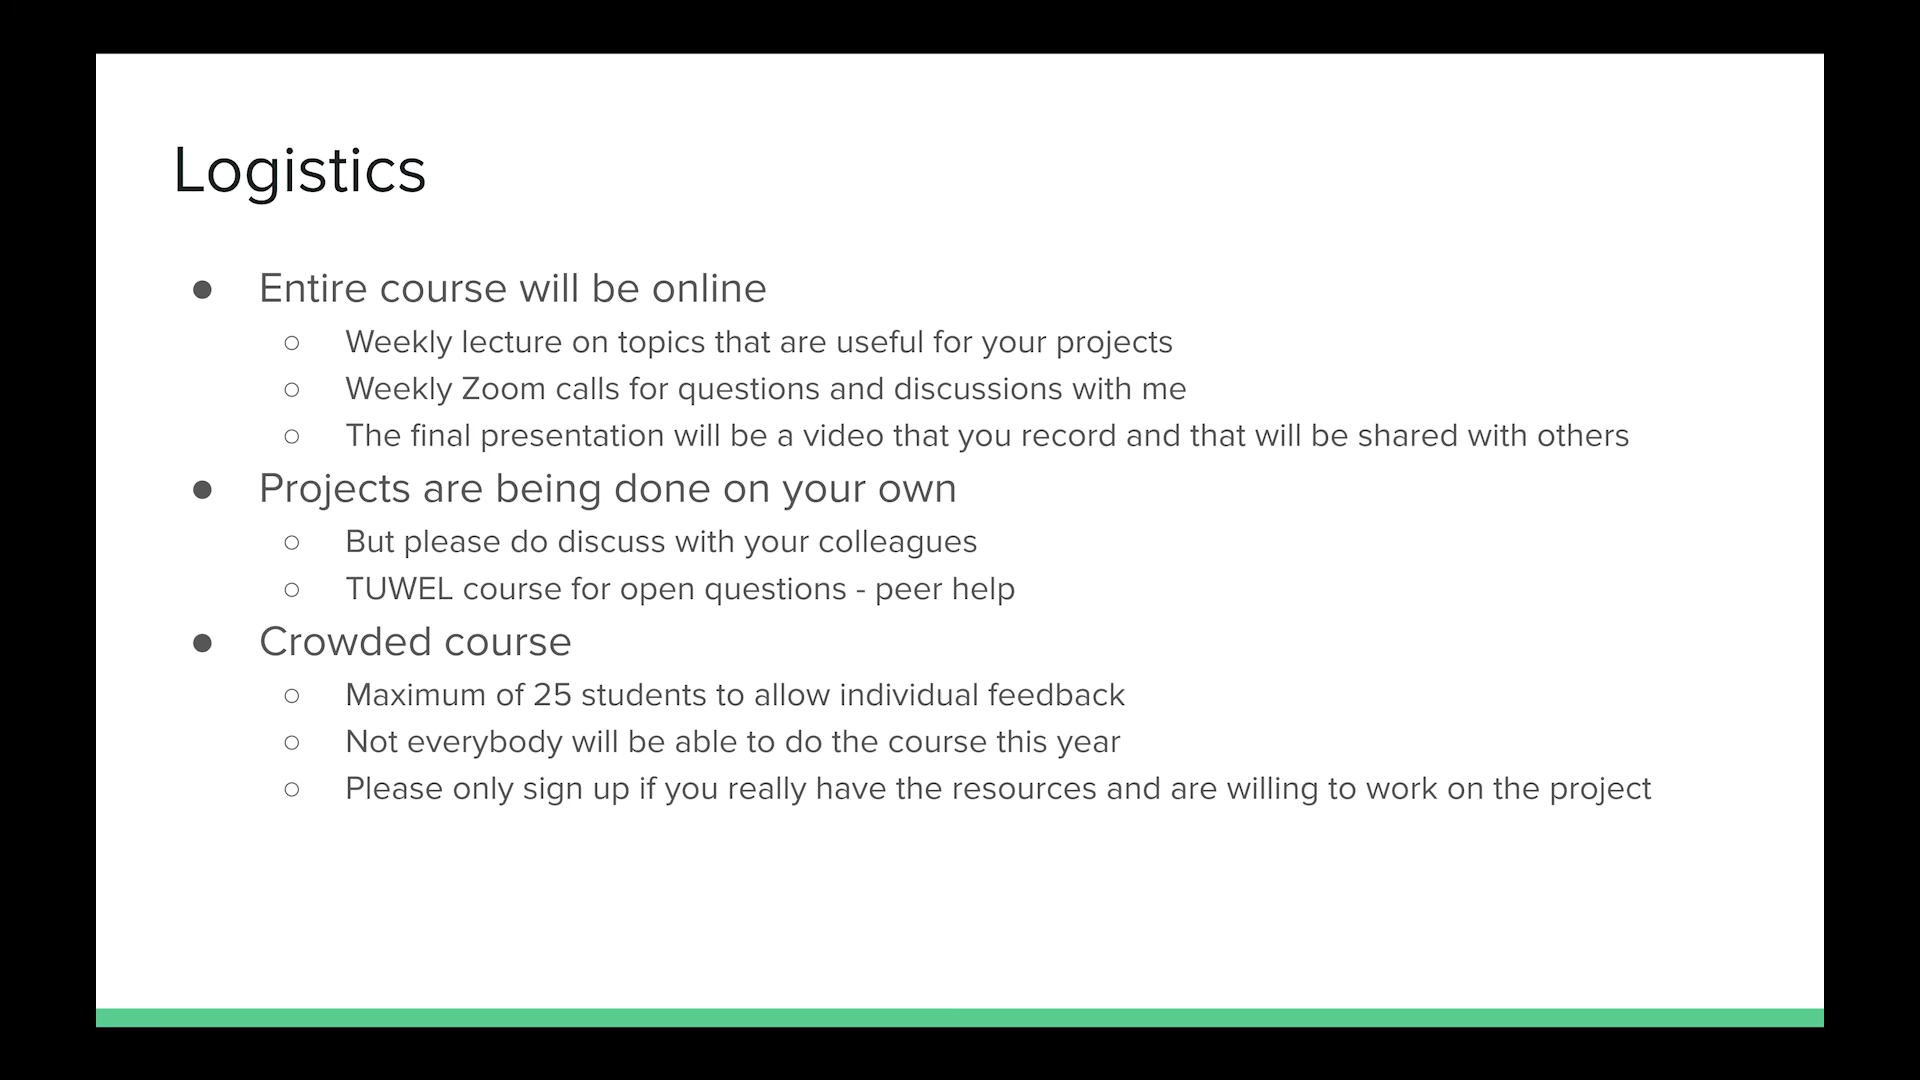 Logistics
● Entire course will be online
○ Weekly lecture on topics that are useful for your projects
○ Weekly Zoom calls for questions and discussions with me
○ The final presentation will be a video that you record and that will be shared with others
● Projects are being done on your own
○ But please do discuss with your colleagues
○ TUWEL course for open questions - peer help
● Crowded course
○ Maximum of 25 students to allow individual feedback
○ Not everybody will be able to do the course this year
○ Please only sign up if you really have the resources and are willing to work on the project